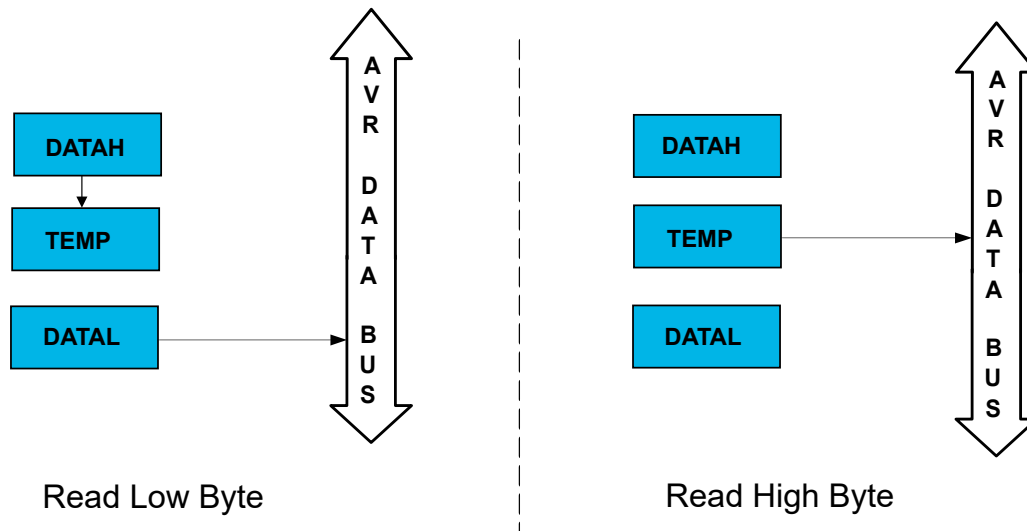 DATAH
TEMP
DATAL
AVR DATA BUS
Read Low Byte
DATAH
TEMP
DATAL
AVR DATA BUS
Read High Byte